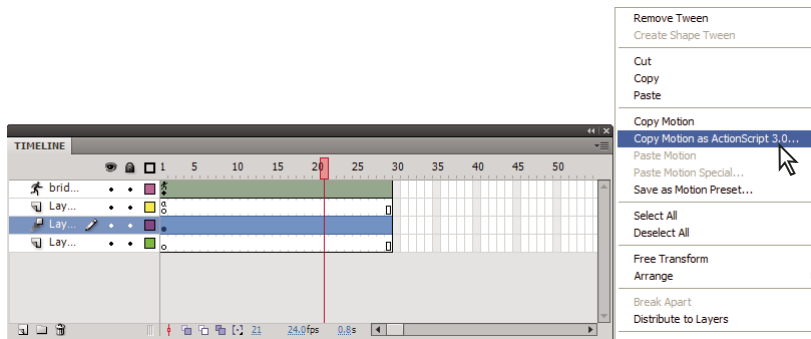 TIMELINE
1 5 10 15 20 25 30 35 40 45 50
brid...
Lay...
a
Lay...
Lay...
21 24.0fps 0.8s
Remove Tween
Create Shape Tween
Cut
Copy
Paste
Copy Motion
Copy Motion as ActionScript 3.0...
Paste Motion
Paste Motion Special...
Save as Motion Preset...
Select All
Deselect All
Free Transform
Arrange
Break Apart
Distribute to Layers